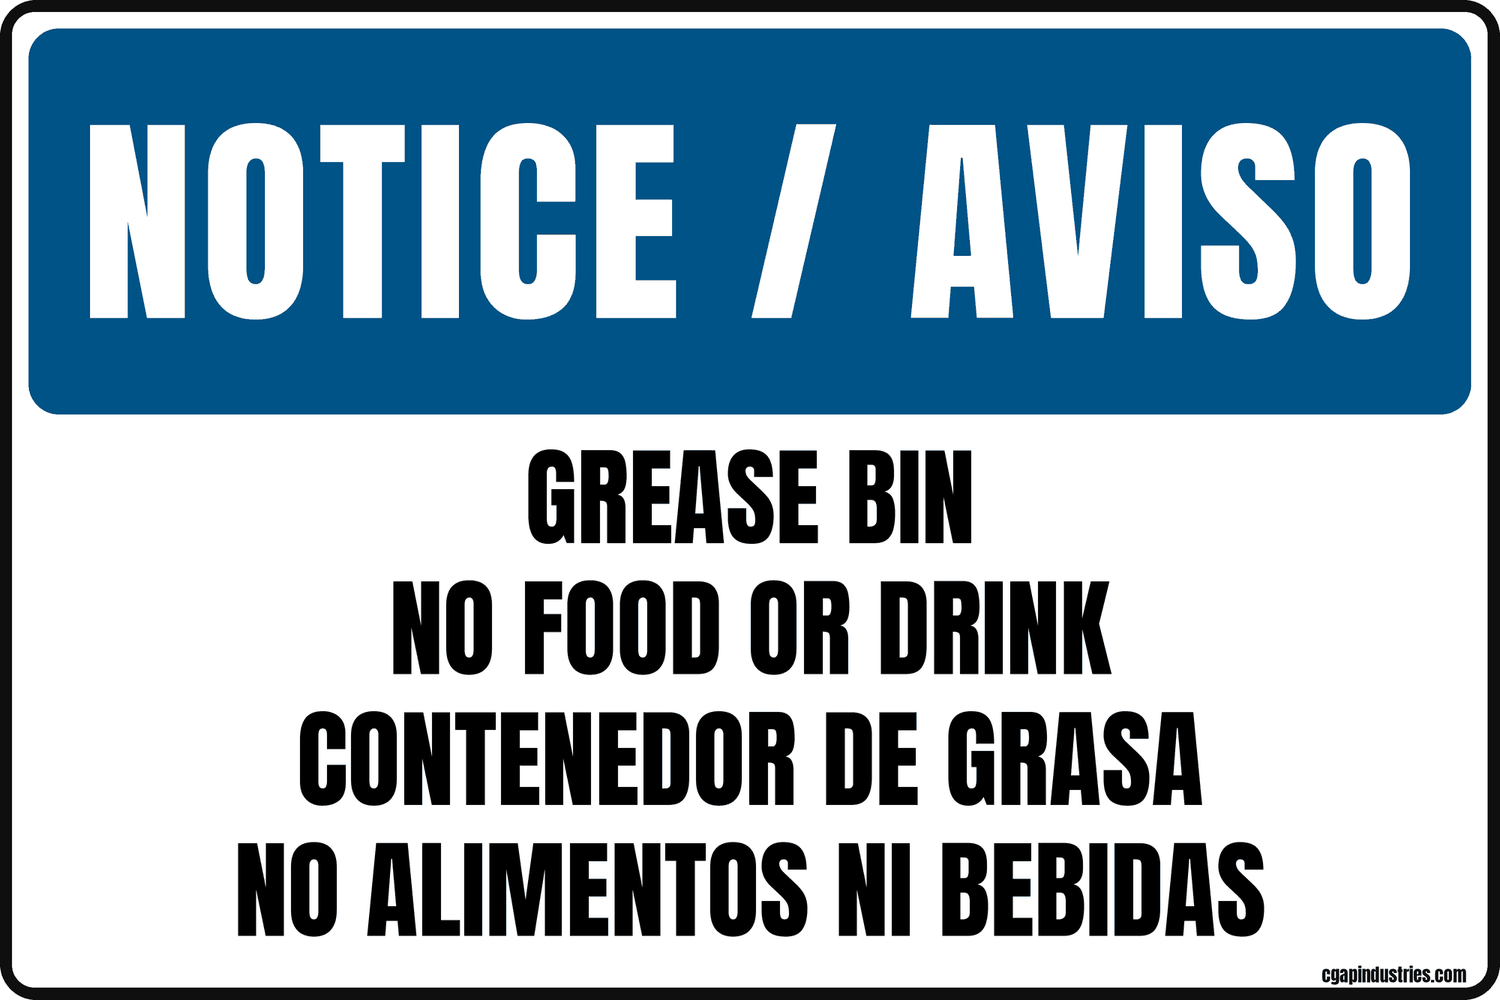 NOTICE / AVISO
GREASE BIN
NO FOOD OR DRINK
CONTENEDOR DE GRASA
NO ALIMENTOS NI BEBIDAS
cgapindustries.com